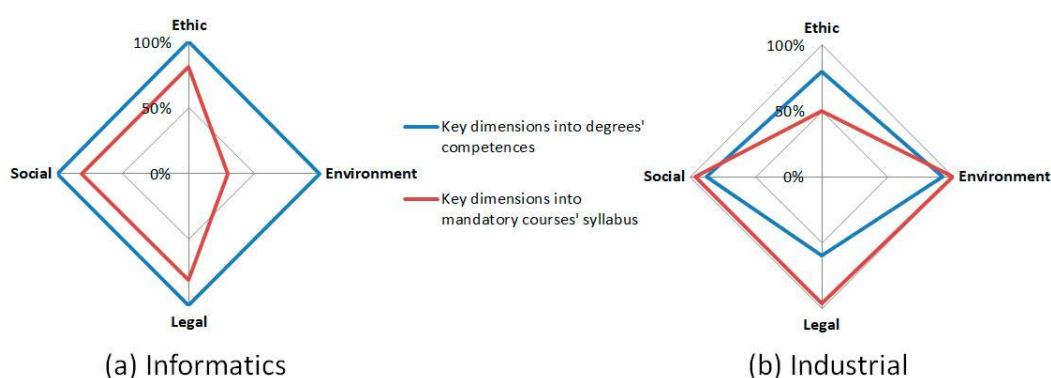 Ethic
100%
50%
0%
Social
Environment
Legal
(a) Informatics
Key dimensions into degrees'
competences
Key dimensions into
mandatory courses' syllabus
Ethic
100%
50%
0%
Social
Environment
Legal
(b) Industrial